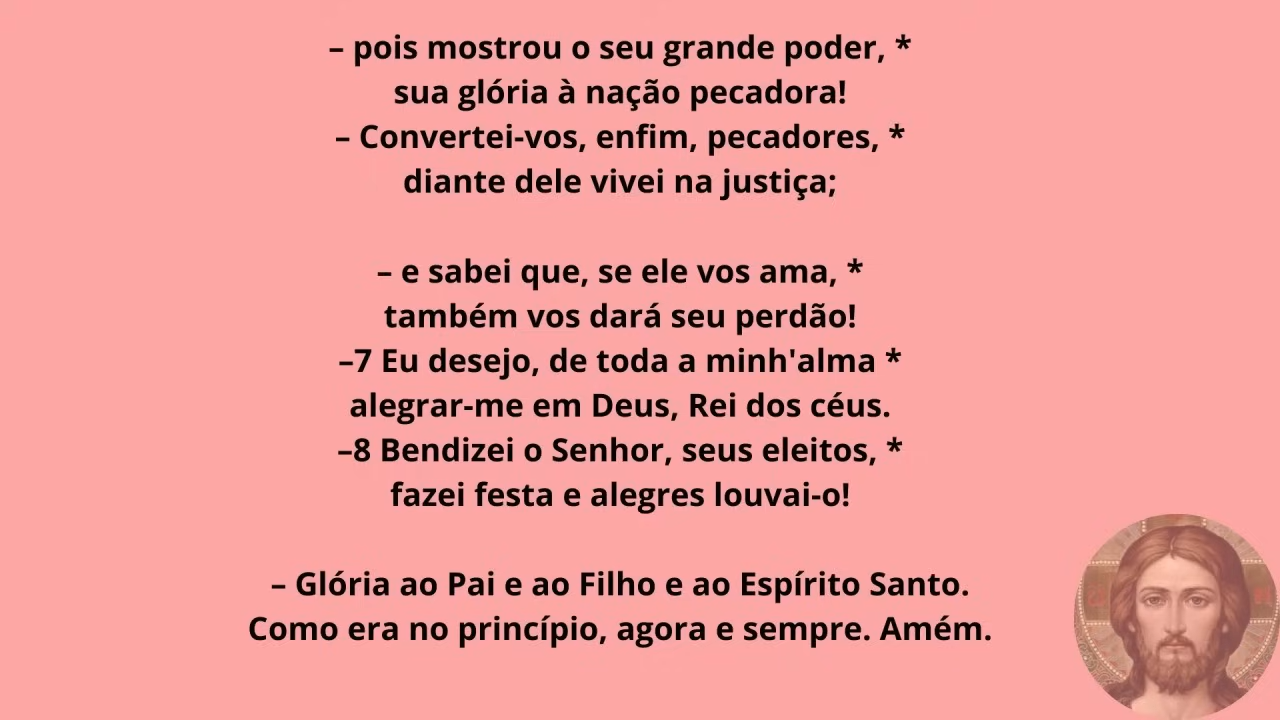 – pois mostrou o seu grande poder, *
sua glória à nação pecadora!
– Convertei-vos, enfim, pecadores, *
diante dele vivei na justiça;
– e sabei que, se ele vos ama, *
também vos dará seu perdão!
–7 Eu desejo, de toda a minh'alma *
alegrar-me em Deus, Rei dos céus.
–8 Bendizei o Senhor, seus eleitos, *
fazei festa e alegres louvai-o!
– Glória ao Pai e ao Filho e ao Espírito Santo.
Como era no princípio, agora e sempre. Amém.